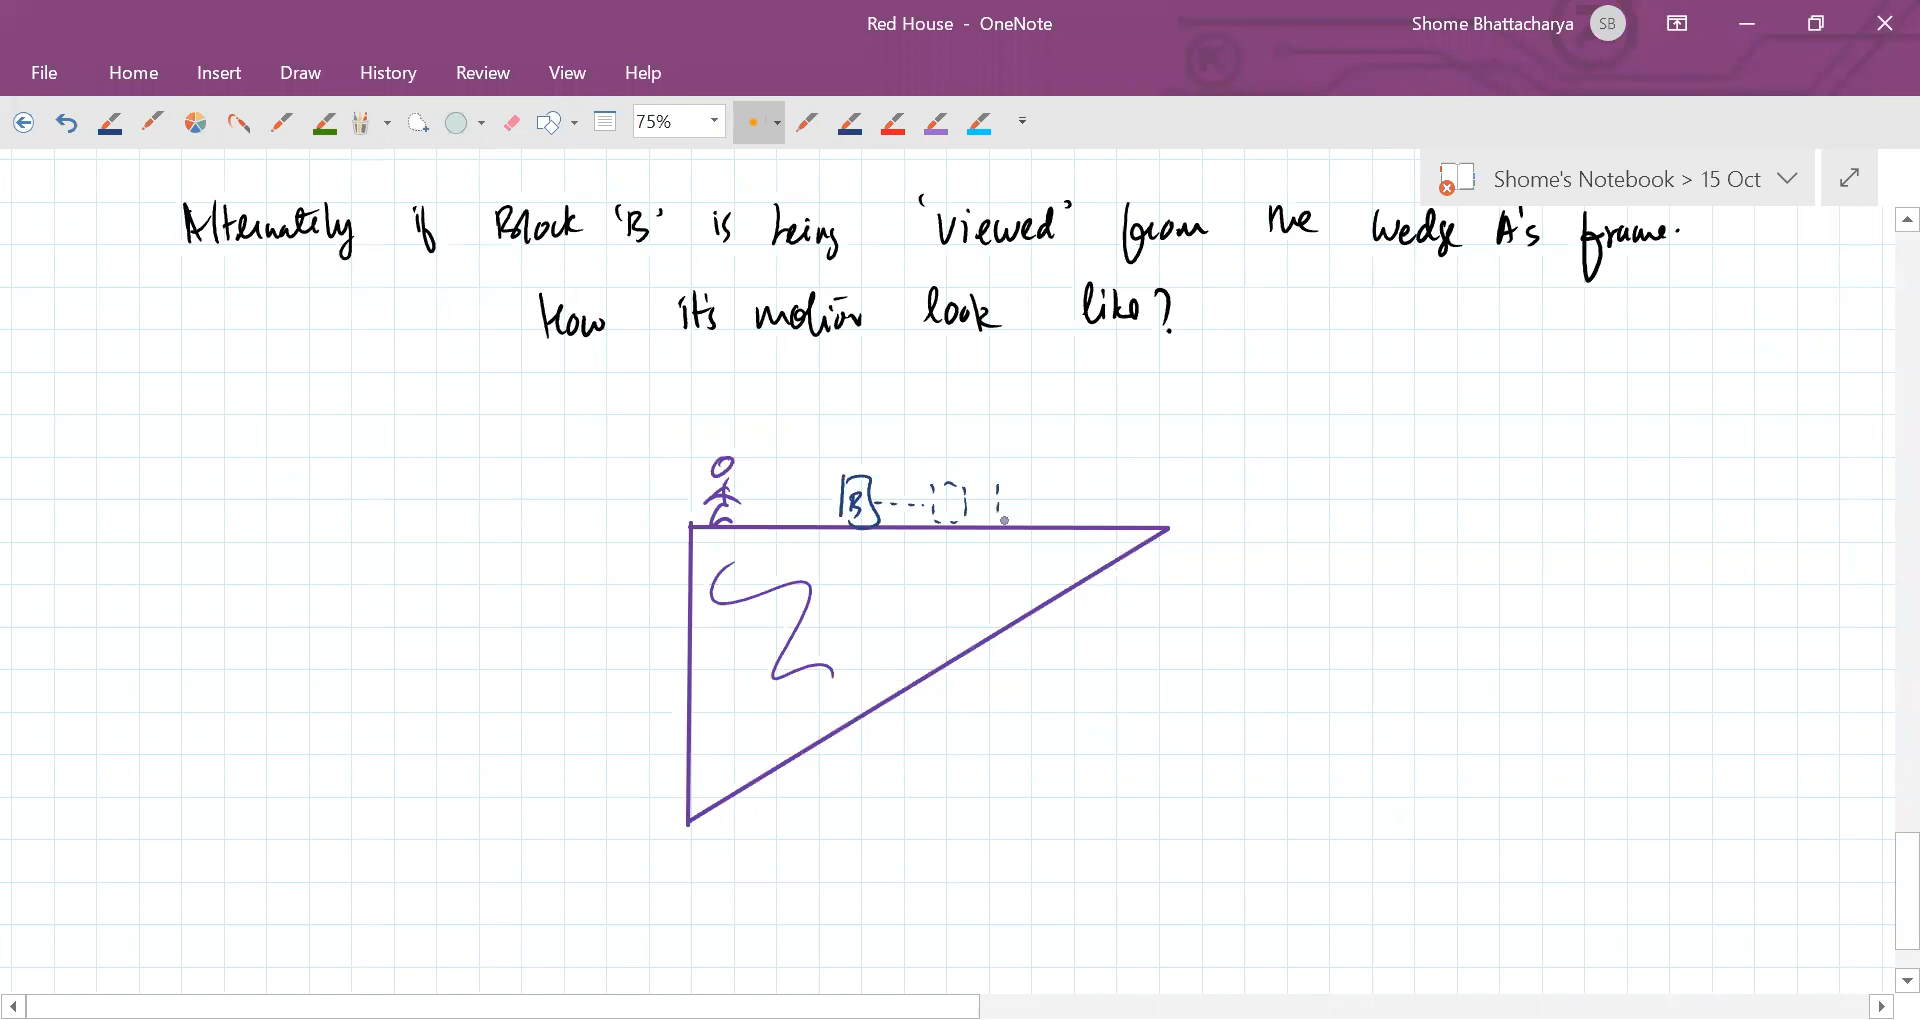 Red House - OneNote
Shome Bhattacharya SB
File Home Insert Draw History Review View Help
75%
Shome's Notebook > 15 Oct
Alternately if Block 'B' is being 'viewed' from the wedge A's frame.
How it's motion look like?
B